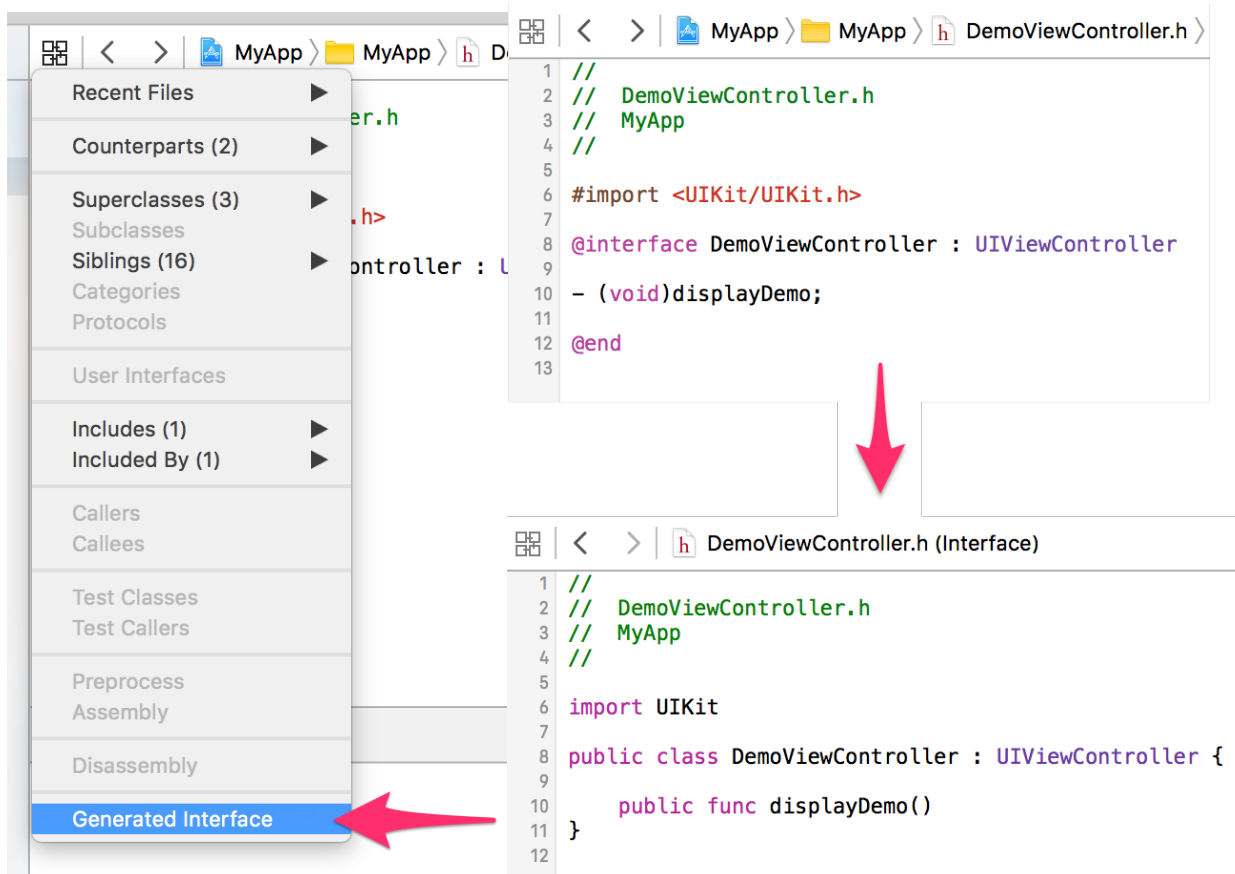 MyApp MyApp h D
Recent Files
Counterparts (2)
Superclasses (3)
Subclasses
Siblings (16)
Categories
Protocols
User Interfaces
Includes (1)
Included By (1)
Callers
Callees
Test Classes
Test Callers
Preprocess
Assembly
Disassembly
Generated Interface
er.h
.h>
ontroller : U
MyApp MyApp h DemoViewController.h
1 //
2 // DemoViewController.h
3 // MyApp
4 //
5
6 #import <UIKit/UIKit.h>
7
8 @interface DemoViewController : UIViewController
9
10 - (void)displayDemo;
11
12 @end
13
h DemoViewController.h (Interface)
1 //
2 // DemoViewController.h
3 // MyApp
4 //
5
6 import UIKit
7
8 public class DemoViewController : UIViewController {
9
10 public func displayDemo()
11 }
12